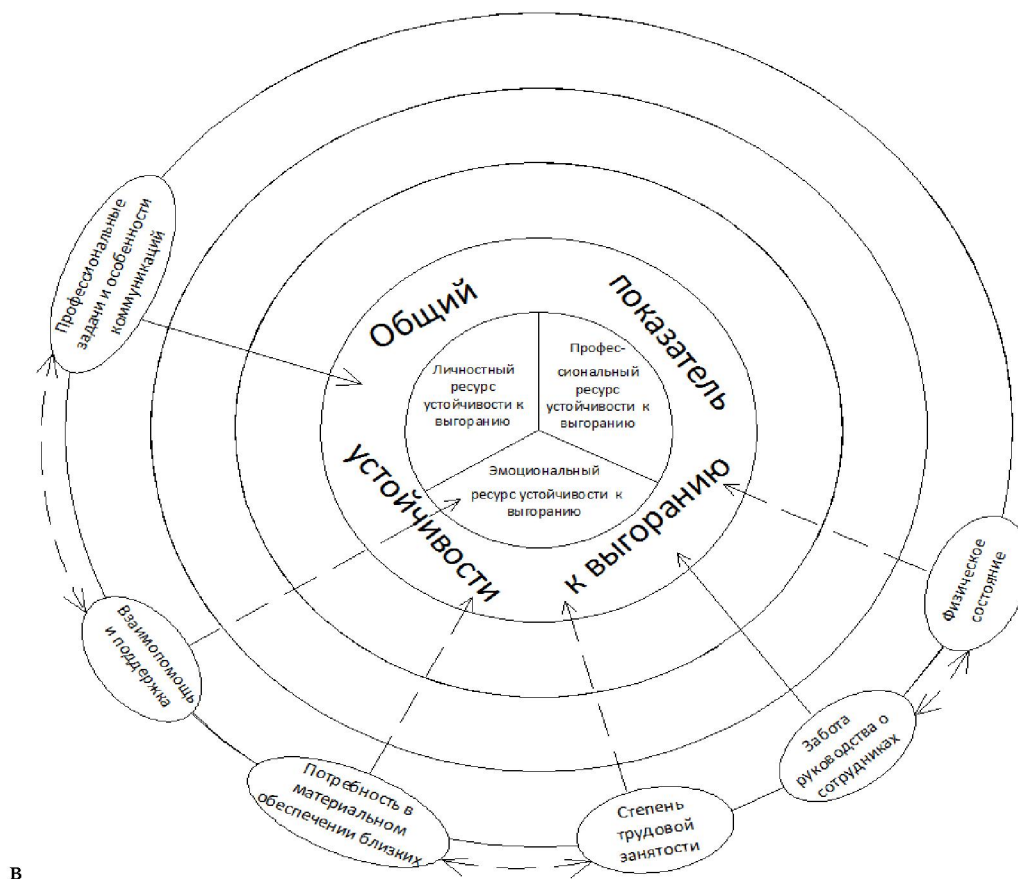 Профессиональные
задачи и особенности
коммуникаций
Общий
показатель
устойчивости
к выгоранию
Личностный
ресурс
устойчивости к
выгоранию
Профес-
сиональный
ресурс
устойчивости к
выгоранию
Эмоциональный
ресурс устойчивости к
выгоранию
Физическое
состояние
Взаимопомощь
и поддержка
Забота
руководства о
сотрудниках
Потребность в
материальном
обеспечении близких
Степень
трудовой
занятости
в